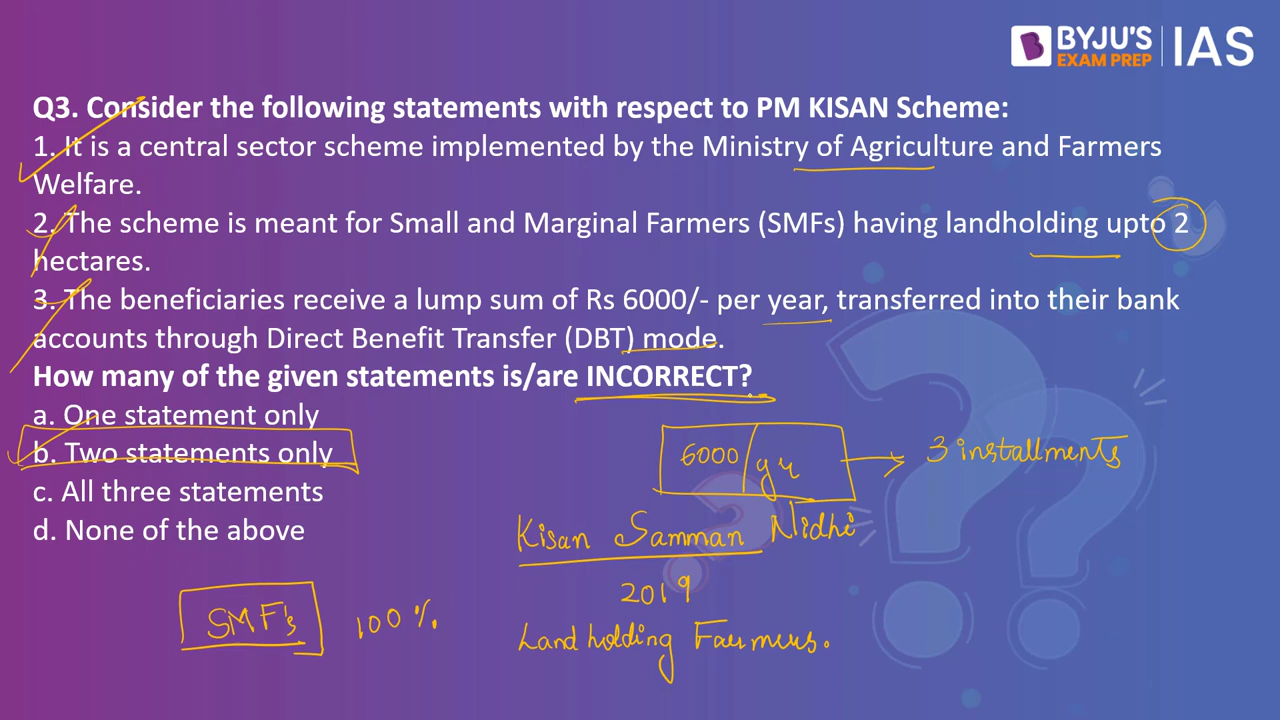 BYJU'S
EXAM PREP
IAS
Q3. Consider the following statements with respect to PM KISAN Scheme:
1. It is a central sector scheme implemented by the Ministry of Agriculture and Farmers
Welfare.
2. The scheme is meant for Small and Marginal Farmers (SMFs) having landholding upto 2
hectares.
3. The beneficiaries receive a lump sum of Rs 6000/- per year, transferred into their bank
accounts through Direct Benefit Transfer (DBT) mode.
How many of the given statements is/are INCORRECT?
a. One statement only
b. Two statements only
c. All three statements
d. None of the above
6000/yr
3 installments
Kisan Samman Nidhi
2019
Landholding Farmers.
SMF's
100%